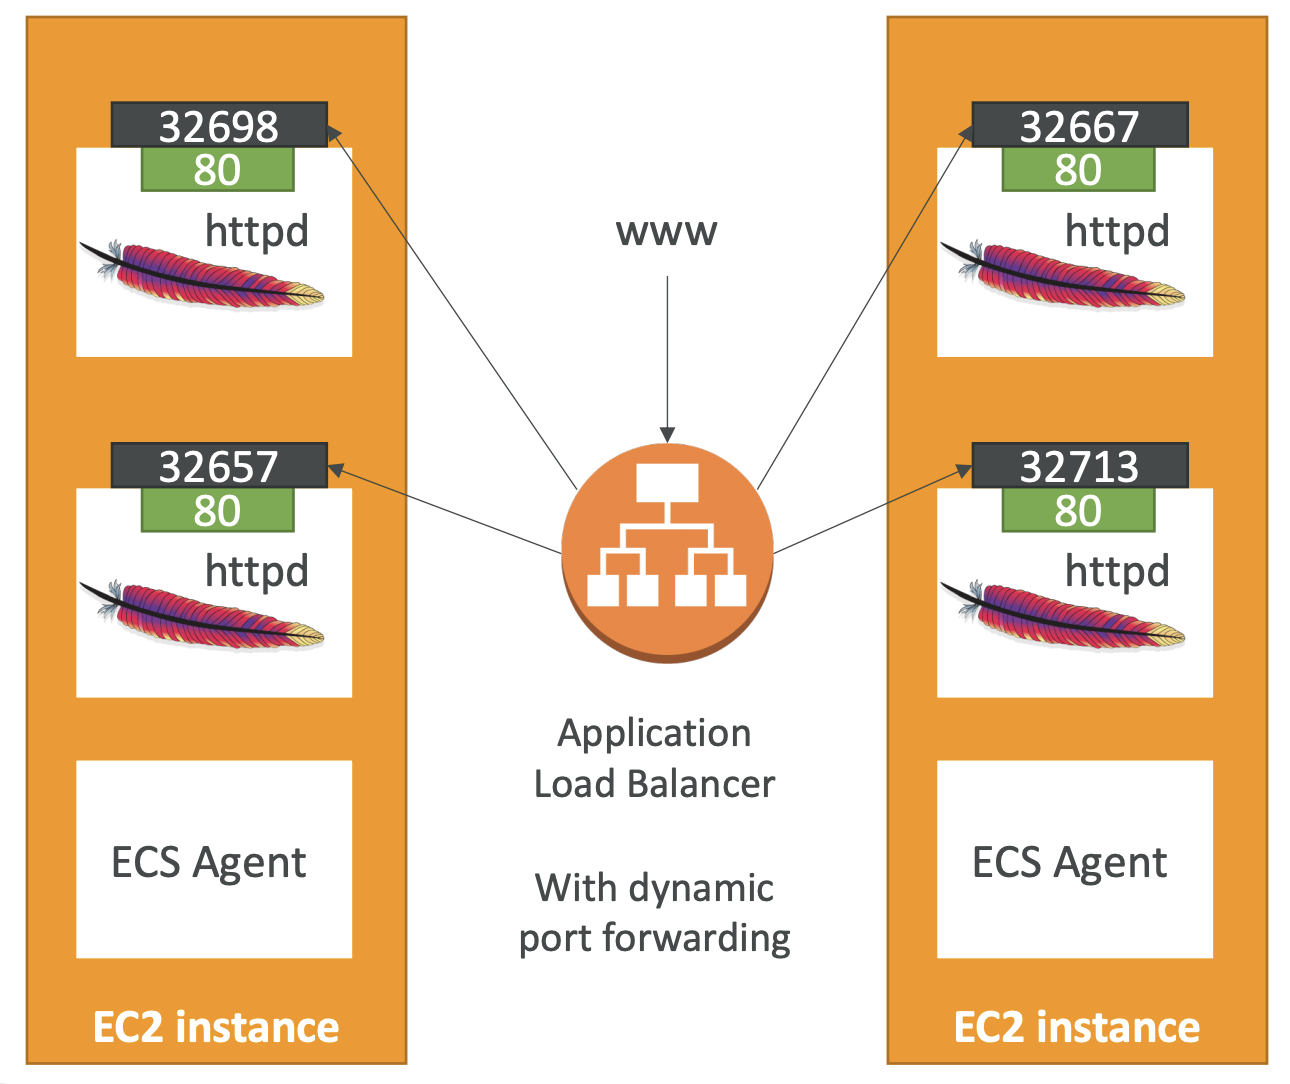 32698
80
httpd
32657
80
httpd
ECS Agent
EC2 instance
www
Application
Load Balancer
With dynamic
port forwarding
32667
80
httpd
32713
80
httpd
ECS Agent
EC2 instance